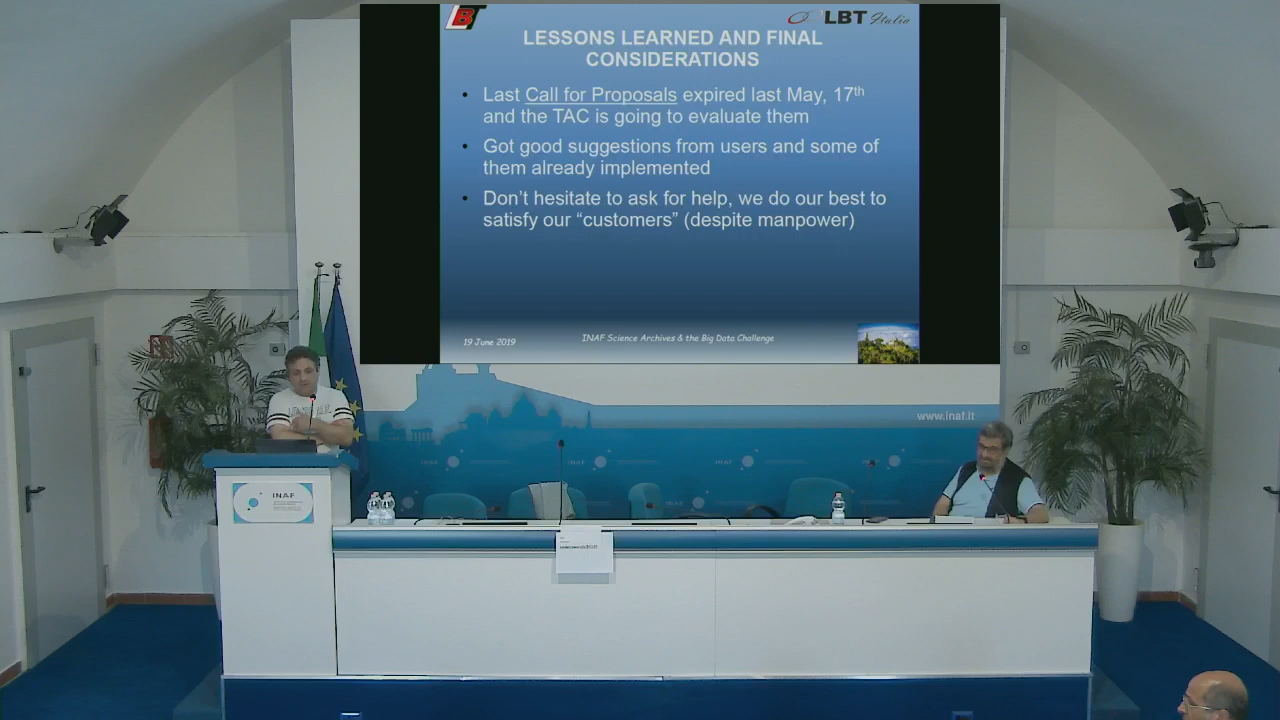 LBT
LBT Italia
LESSONS LEARNED AND FINAL
CONSIDERATIONS
• Last Call for Proposals expired last May, 17th
and the TAC is going to evaluate them
• Got good suggestions from users and some of
them already implemented
• Don't hesitate to ask for help, we do our best to
satisfy our “customers” (despite manpower)
19 June 2019
INAF Science Archives & the Big Data Challenge
www.inaf.it
INAF